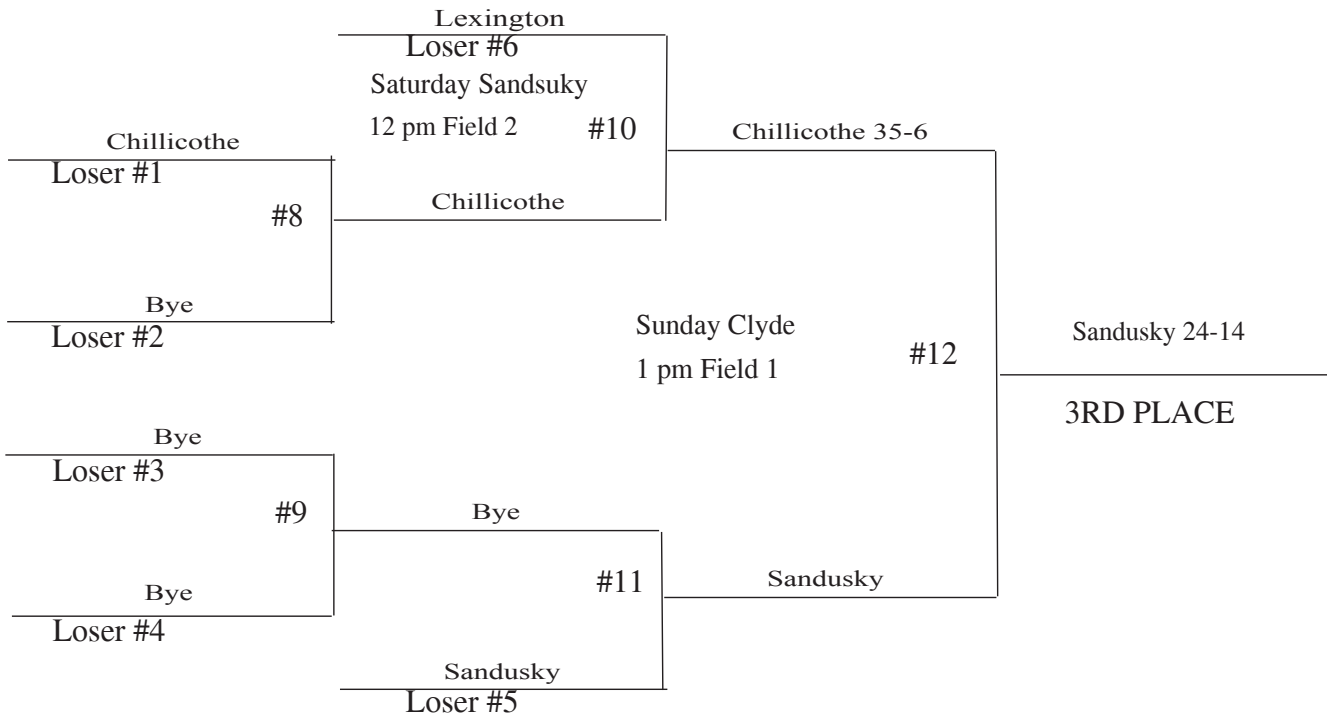 Lexington
Loser #6
Saturday Sandsuky
12 pm Field 2
#10
Chillicothe 35-6
Chillicothe
Loser #1
#8
Chillicothe
Bye
Loser #2
Sunday Clyde
1 pm Field 1
#12
Sandusky 24-14
3RD PLACE
Bye
Loser #3
#9
Bye
Bye
Loser #4
#11
Sandusky
Sandusky
Loser #5